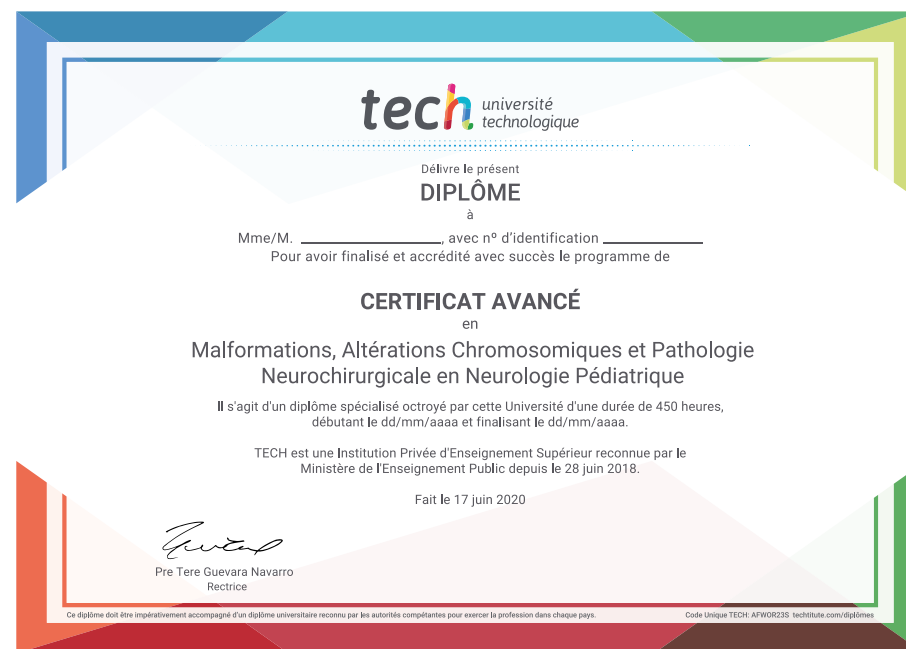 tech université
technologique
Délivre le présent
DIPLÔME
à
Mme/M. ____________________, avec nº d'identification ______________
Pour avoir finalisé et accrédité avec succès le programme de
CERTIFICAT AVANCÉ
en
Malformations, Altérations Chromosomiques et Pathologie
Neurochirurgicale en Neurologie Pédiatrique
Il s'agit d'un diplôme spécialisé octroyé par cette Université d'une durée de 450 heures,
débutant le dd/mm/aaaa et finalisant le dd/mm/aaaa.
TECH est une Institution Privée d'Enseignement Supérieur reconnue par le
Ministère de l'Enseignement Public depuis le 28 juin 2018.
Fait le 17 juin 2020
Pre Tere Guevara Navarro
Rectrice
Ce diplôme doit être impérativement accompagné d'un diplôme universitaire reconnu par les autorités compétantes pour exercer la profession dans chaque pays.
Code Unique TECH: AFWOR23S techtitute.com/diplômes